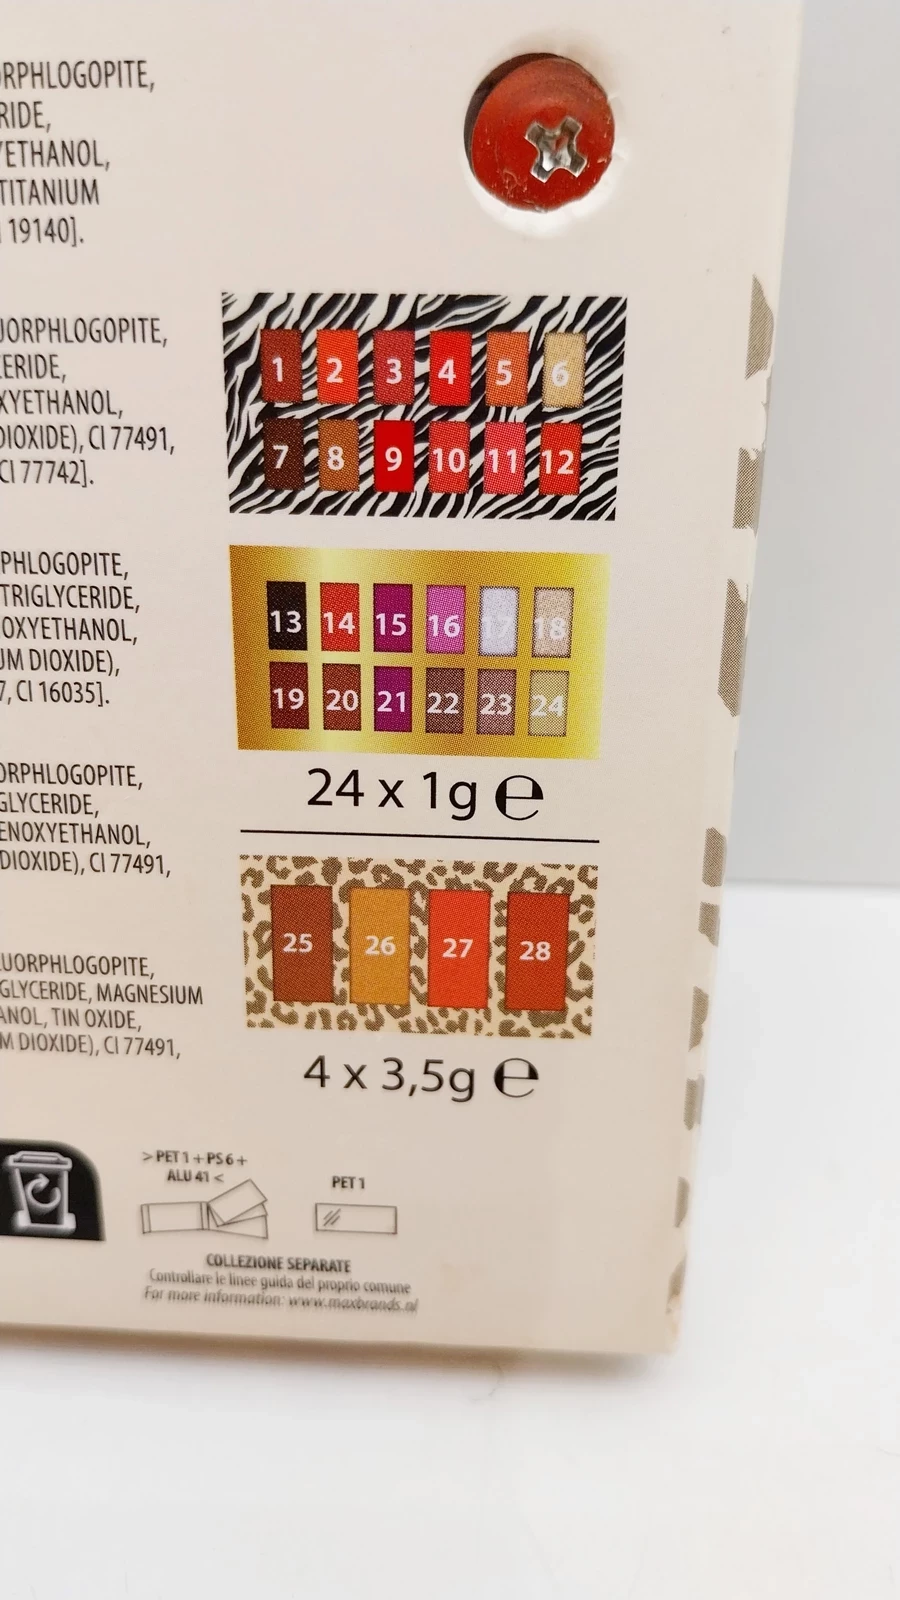 ORPHLOGOPITE,
RIDE,
YETHANOL,
TITANIUM
19140].
UORPHLOGOPITE,
ERIDE,
XYETHANOL,
DIOXIDE), CI 77491,
CI 77742].
PHLOGOPITE,
TRIGLYCERIDE,
OXYETHANOL,
UM DIOXIDE),
7, CI 16035].
ORPHLOGOPITE,
GLYCERIDE,
ENOXYETHANOL,
DIOXIDE), CI 77491,
UORPHLOGOPITE,
GLYCERIDE, MAGNESIUM
ANOL, TIN OXIDE,
M DIOXIDE), CI 77491,
1 2 3 4 5 6
7 8 9 10 11 12
13 14 15 16 17 18
19 20 21 22 23 24
24 x 1g ℮
25 26 27 28
4 x 3,5g ℮
>PET 1 + PS 6 +
ALU 41 <
PET 1
COLLEZIONE SEPARATE
Controllare le linee guida del proprio comune
For more information: www.maxbrands.nl